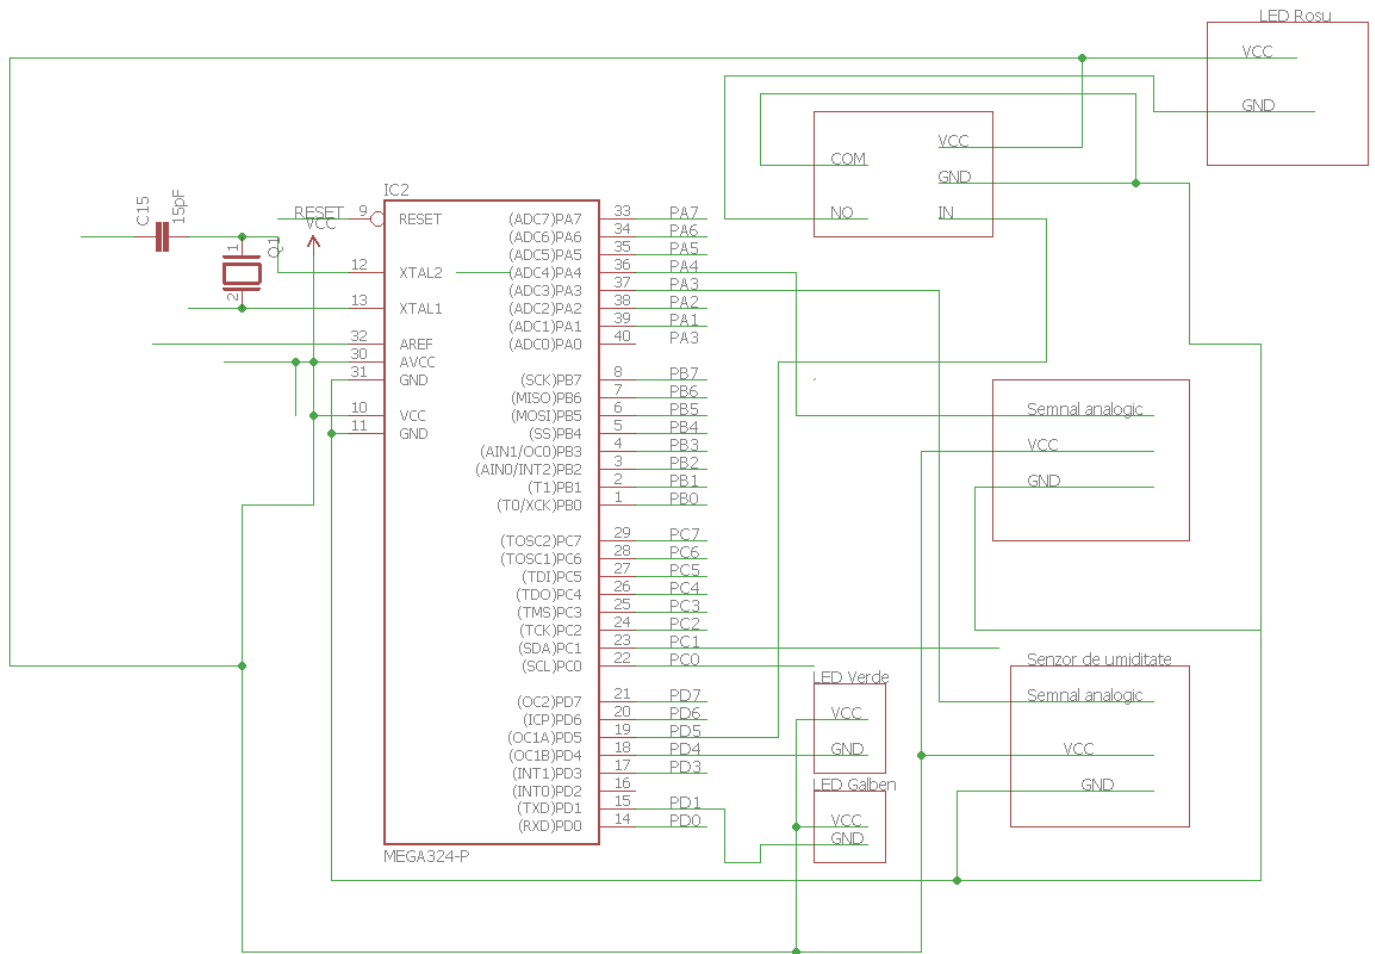 LED Rosu
VCC
GND
COM
NO
VCC
GND
IN
C15
15pF
Q1
1
2
VCC
IC2
RESET 9 RESET
12 XTAL2
13 XTAL1
32 AREF
30 AVCC
31 GND
10 VCC
11 GND
(ADC7)PA7 33 PA7
(ADC6)PA6 34 PA6
(ADC5)PA5 35 PA5
(ADC4)PA4 36 PA4
(ADC3)PA3 37 PA3
(ADC2)PA2 38 PA2
(ADC1)PA1 39 PA1
(ADC0)PA0 40 PA3
(SCK)PB7 8 PB7
(MISO)PB6 7 PB6
(MOSI)PB5 6 PB5
(SS)PB4 5 PB4
(AIN1/OC0)PB3 4 PB3
(AIN0/INT2)PB2 3 PB2
(T1)PB1 2 PB1
(T0/XCK)PB0 1 PB0
(TOSC2)PC7 29 PC7
(TOSC1)PC6 28 PC6
(TDI)PC5 27 PC5
(TDO)PC4 26 PC4
(TMS)PC3 25 PC3
(TCK)PC2 24 PC2
(SDA)PC1 23 PC1
(SCL)PC0 22 PC0
(OC2)PD7 21 PD7
(ICP)PD6 20 PD6
(OC1A)PD5 19 PD5
(OC1B)PD4 18 PD4
(INT1)PD3 17 PD3
(INT0)PD2 16
(TXD)PD1 15 PD1
(RXD)PD0 14 PD0
MEGA324-P
Semnal analogic
VCC
GND
Senzor de umiditate
Semnal analogic
VCC
GND
LED Verde
VCC
GND
LED Galben
VCC
GND